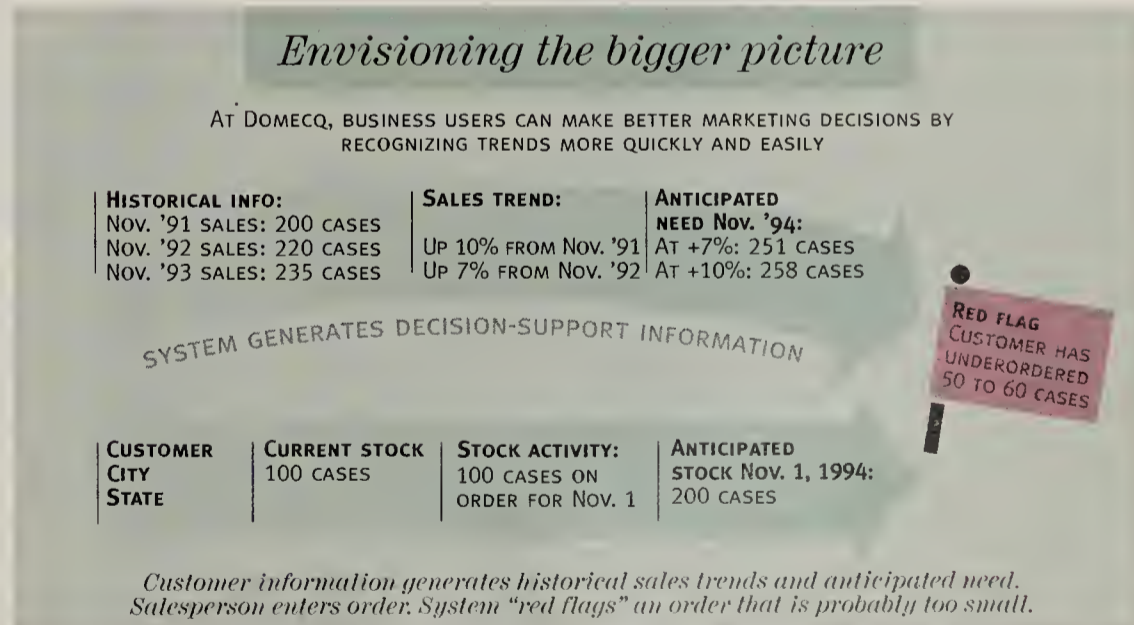 Envisioning the bigger picture
AT DOMECQ, BUSINESS USERS CAN MAKE BETTER MARKETING DECISIONS BY
RECOGNIZING TRENDS MORE QUICKLY AND EASILY
HISTORICAL INFO:
NOV. '91 SALES: 200 CASES
NOV. '92 SALES: 220 CASES
NOV. '93 SALES: 235 CASES
SALES TREND:
UP 10% FROM NOV. '91
UP 7% FROM NOV. '92
ANTICIPATED
NEED NOV. '94:
AT +7%: 251 CASES
AT +10%: 258 CASES
SYSTEM GENERATES DECISION-SUPPORT INFORMATION
RED FLAG
CUSTOMER HAS
UNDERORDERED
50 TO 60 CASES
CUSTOMER
CITY
STATE
CURRENT STOCK
100 CASES
STOCK ACTIVITY:
100 CASES ON
ORDER FOR NOV. 1
ANTICIPATED
STOCK NOV. 1, 1994:
200 CASES
Customer information generates historical sales trends and anticipated need.
Salesperson enters order. System "red flags" an order that is probably too small.